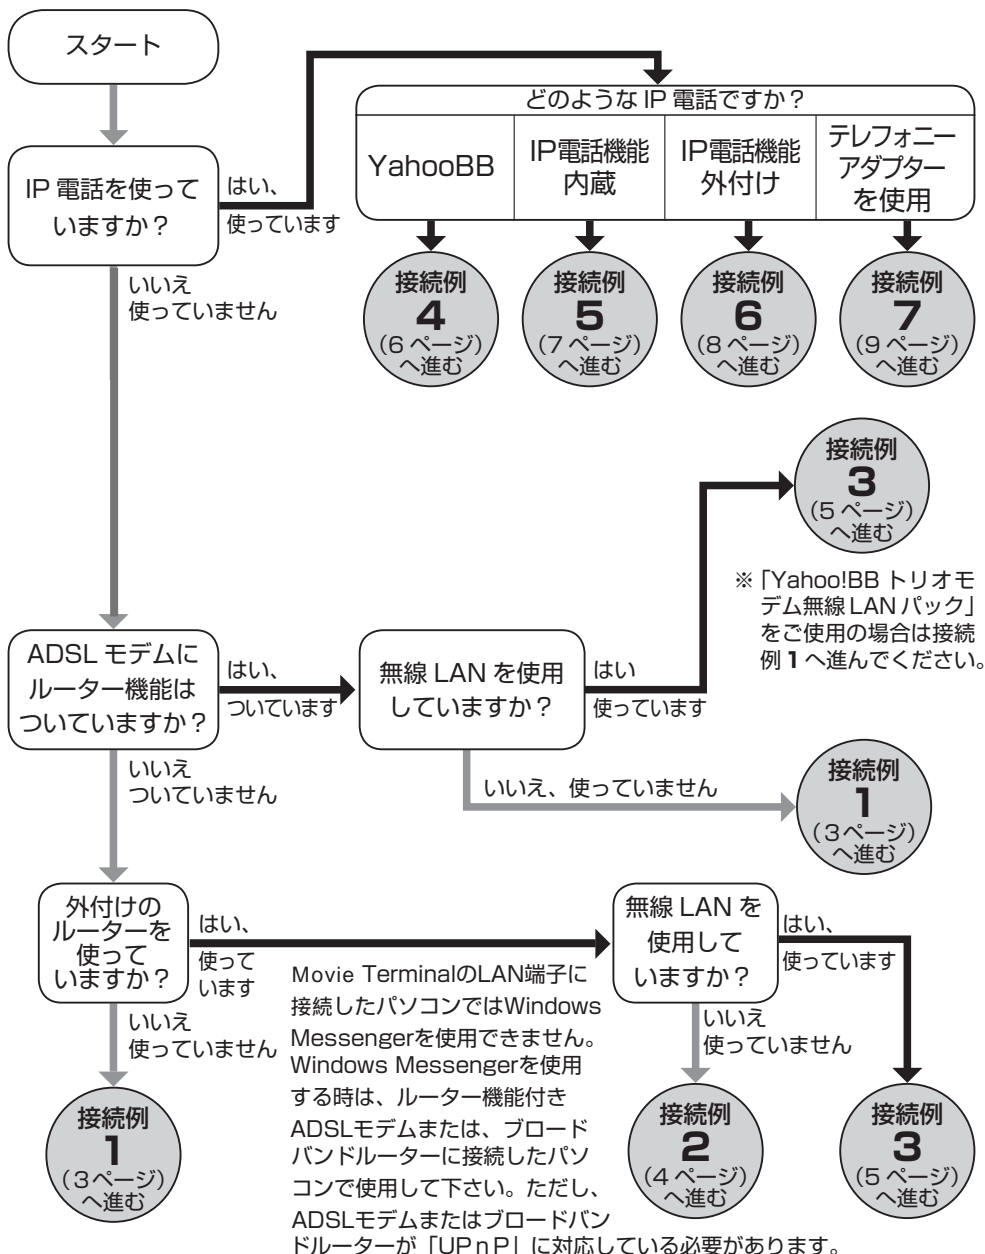 スタート
どのような IP 電話ですか？
YahooBB
IP電話機能
内蔵
IP電話機能
外付け
テレフォニー
アダプター
を使用
IP 電話を使って
いますか？
はい、
使っています
いいえ
使っていません
接続例
4
(6 ページ)
へ進む
接続例
5
(7 ページ)
へ進む
接続例
6
(8 ページ)
へ進む
接続例
7
(9 ページ)
へ進む
接続例
3
(5 ページ)
へ進む
※「Yahoo!BB トリオモ
デム無線 LAN パック」
をご使用の場合は接続
例 1 へ進んでください。
ADSL モデムに
ルーター機能は
ついていますか？
はい、
ついています
無線 LAN を使用
していますか？
はい
使っています
いいえ
ついていません
いいえ、使っていません
接続例
1
(3ページ)
へ進む
外付けの
ルーターを
使って
いますか？
はい、
使って
います
無線 LAN を
使用して
いますか？
はい、
使っています
いいえ
使っていません
Movie TerminalのLAN端子に
接続したパソコンではWindows
Messengerを使用できません。
Windows Messengerを使用
する時は、ルーター機能付き
ADSLモデムまたは、ブロード
バンドルーターに接続したパソ
コンで使用して下さい。ただし、
ADSLモデムまたはブロードバン
ドルーターが「UPnP」に対応している必要があります。
いいえ
使っていません
接続例
1
(3ページ)
へ進む
接続例
2
(4 ページ)
へ進む
接続例
3
(5 ページ)
へ進む